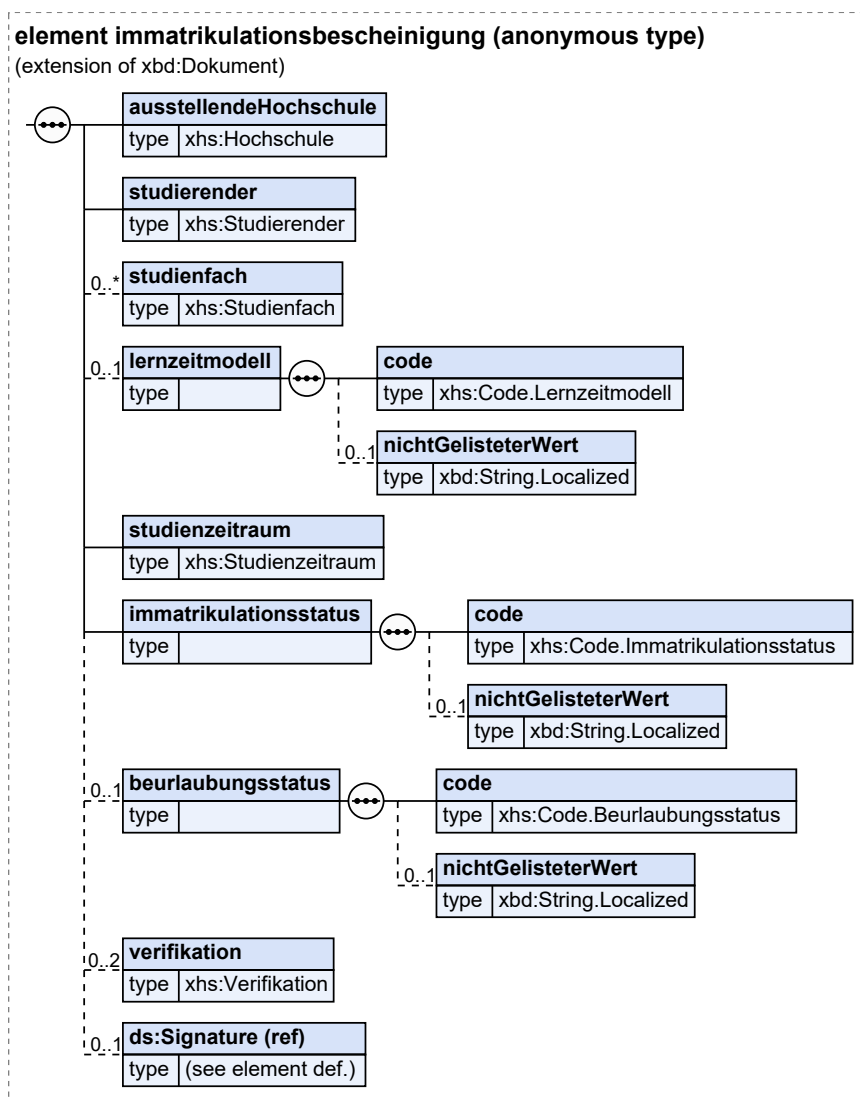 element immatrikulationsbescheinigung (anonymous type)
(extension of xbd:Dokument)
ausstellendeHochschule
type xhs:Hochschule
studierender
type xhs:Studierender
0..* studienfach
type xhs:Studienfach
0..1 lernzeitmodell
type
code
type xhs:Code.Lernzeitmodell
0..1 nichtGelisteterWert
type xbd:String.Localized
studienzeitraum
type xhs:Studienzeitraum
immatrikulationsstatus
type
code
type xhs:Code.Immatrikulationsstatus
0..1 nichtGelisteterWert
type xbd:String.Localized
0..1 beurlaubungsstatus
type
code
type xhs:Code.Beurlaubungsstatus
0..1 nichtGelisteterWert
type xbd:String.Localized
0..2 verifikation
type xhs:Verifikation
0..1 ds:Signature (ref)
type (see element def.)